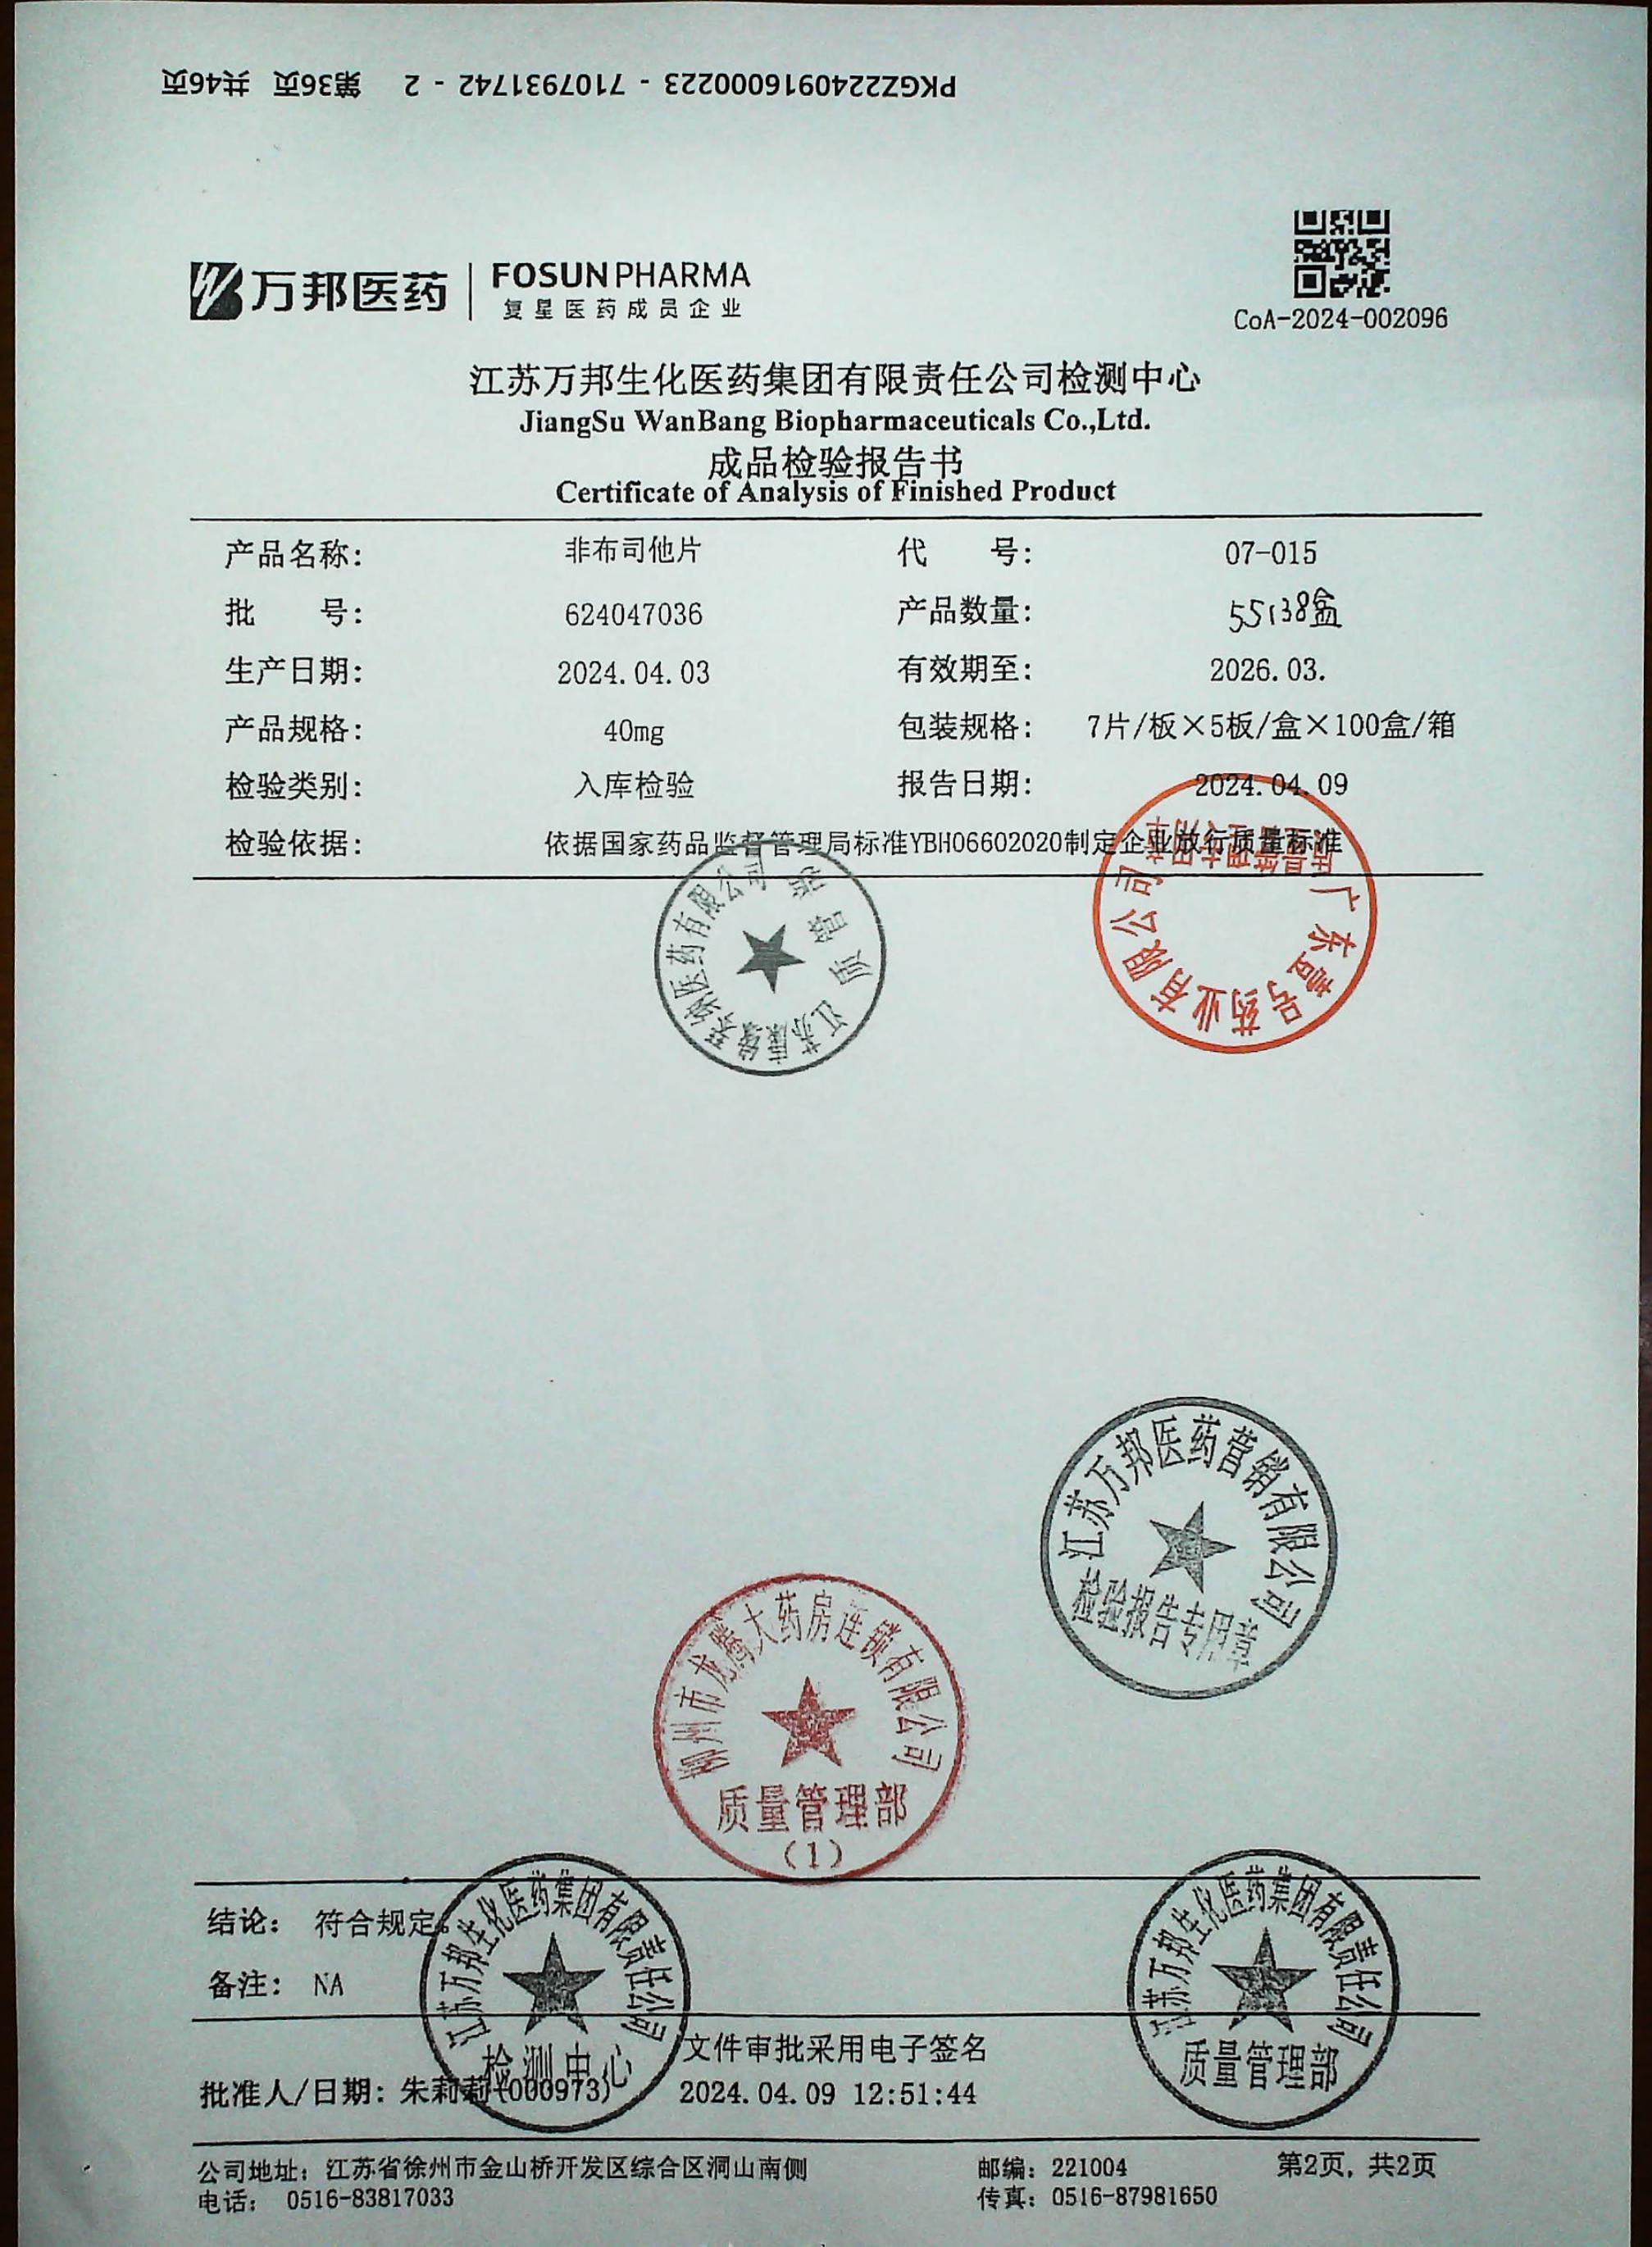 PKGZ22240916000223 - 7107931742 - 2 第36页 共46页
万邦医药 FOSUN PHARMA
复星医药成员企业
CoA-2024-002096
江苏万邦生化医药集团有限责任公司检测中心
JiangSu WanBang Biopharmaceuticals Co.,Ltd.
成品检验报告书
Certificate of Analysis of Finished Product
产品名称: 非布司他片 代 号: 07-015
批 号: 624047036 产品数量: 55138盒
生产日期: 2024.04.03 有效期至: 2026.03.
产品规格: 40mg 包装规格: 7片/板×5板/盒×100盒/箱
检验类别: 入库检验 报告日期: 2024.04.09
检验依据: 依据国家药品监督管理局标准YBH06602020制定企业放行质量标准
广东壹号药业有限公司
江苏万邦医药营销有限公司
检验报告专用章
柳州市龙腾大药房连锁有限公司
质量管理部
(1)
结论: 符合规定。
备注: NA
江苏万邦生化医药集团有限责任公司
检测中心
江苏万邦生化医药集团有限责任公司
质量管理部
文件审批采用电子签名
批准人/日期: 朱莉莉(000973) 2024.04.09 12:51:44
公司地址: 江苏省徐州市金山桥开发区综合区洞山南侧 邮编: 221004 第2页, 共2页
电话: 0516-83817033 传真: 0516-87981650